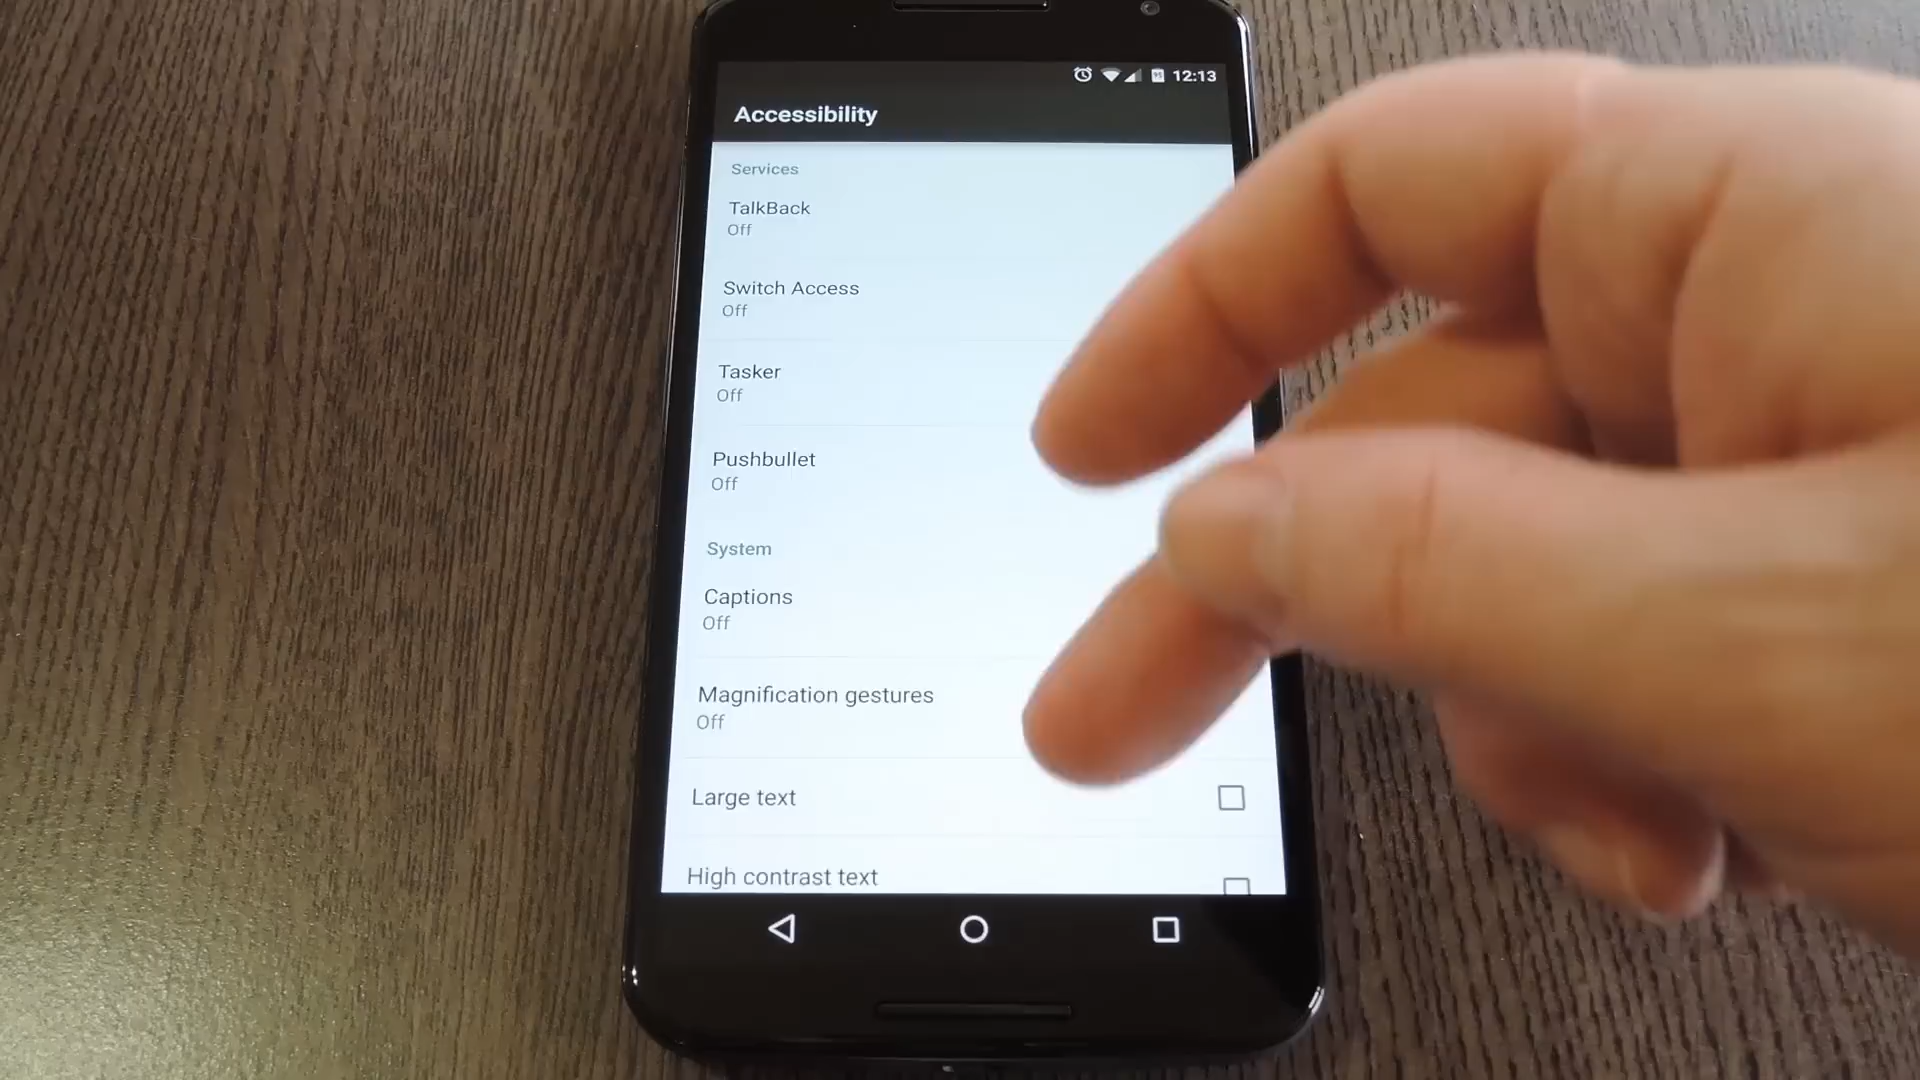 12:13
Accessibility
Services
TalkBack
Off
Switch Access
Off
Tasker
Off
Pushbullet
Off
System
Captions
Off
Magnification gestures
Off
Large text
High contrast text